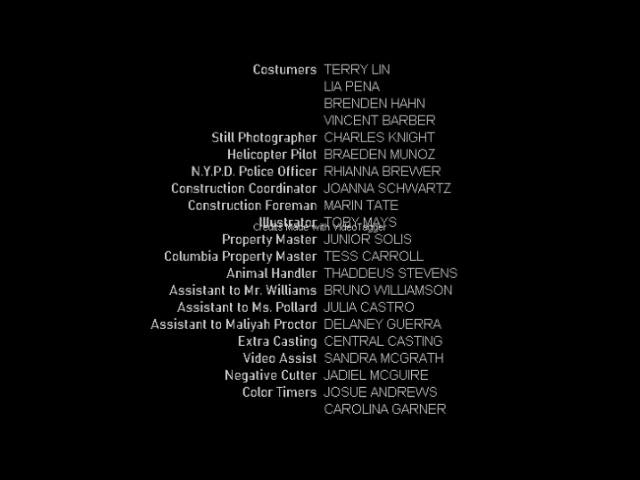 Costumers TERRY LIN
LIA PENA
BRENDEN HAHN
VINCENT BARBER
Still Photographer CHARLES KNIGHT
Helicopter Pilot BRAEDEN MUNOZ
N.Y.P.D. Police Officer RHIANNA BREWER
Construction Coordinator JOANNA SCHWARTZ
Construction Foreman MARIN TATE
Illustrator TOBY MAYS
Credits Made with VideoTagger
Property Master JUNIOR SOLIS
Columbia Property Master TESS CARROLL
Animal Handler THADDEUS STEVENS
Assistant to Mr. Williams BRUNO WILLIAMSON
Assistant to Ms. Pollard JULIA CASTRO
Assistant to Maliyah Proctor DELANEY GUERRA
Extra Casting CENTRAL CASTING
Video Assist SANDRA MCGRATH
Negative Cutter JADIEL MCGUIRE
Color Timers JOSUE ANDREWS
CAROLINA GARNER